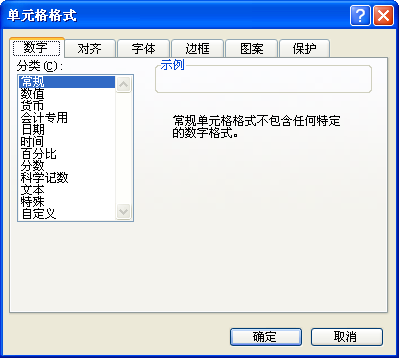 单元格格式
数字 对齐 字体 边框 图案 保护
分类(C):
示例
常规
数值
货币
会计专用
日期
时间
百分比
分数
科学记数
文本
特殊
自定义
常规单元格格式不包含任何特定
的数字格式。
确定 取消